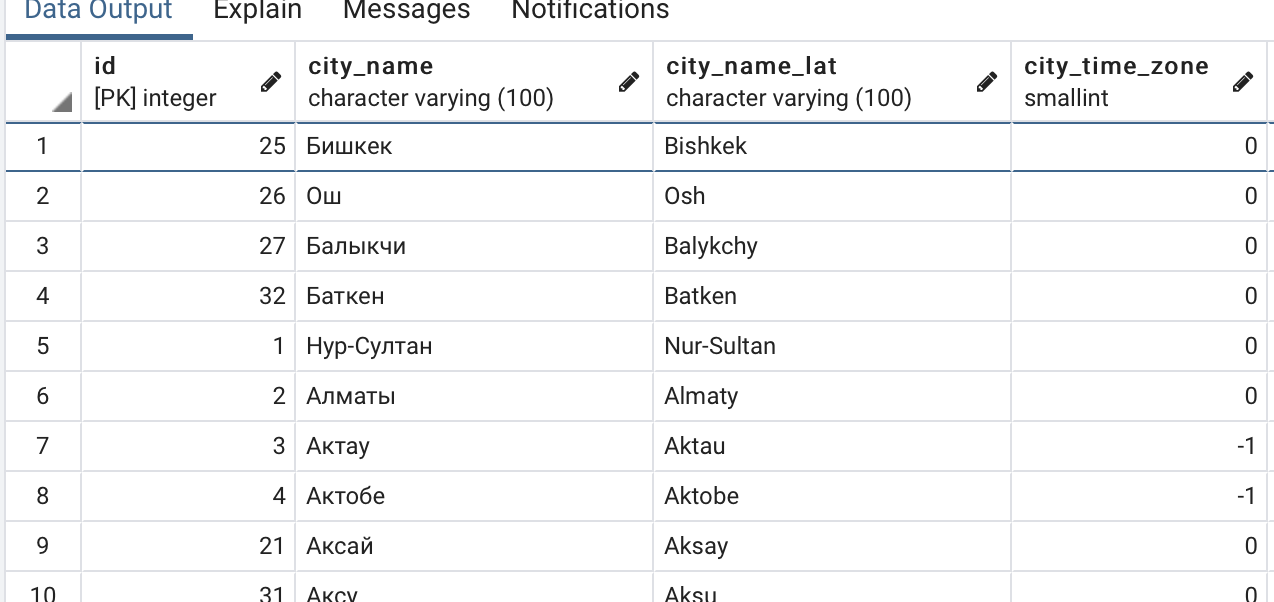 Data Output Explain Messages Notifications
id city_name city_name_lat city_time_zone
[PK] integer character varying (100) character varying (100) smallint
1 25 Бишкек Bishkek 0
2 26 Ош Osh 0
3 27 Балыкчи Balykchy 0
4 32 Баткен Batken 0
5 1 Нур-Султан Nur-Sultan 0
6 2 Алматы Almaty 0
7 3 Актау Aktau -1
8 4 Актобе Aktobe -1
9 21 Аксай Aksay 0
10 31 Аксу Aksu 0